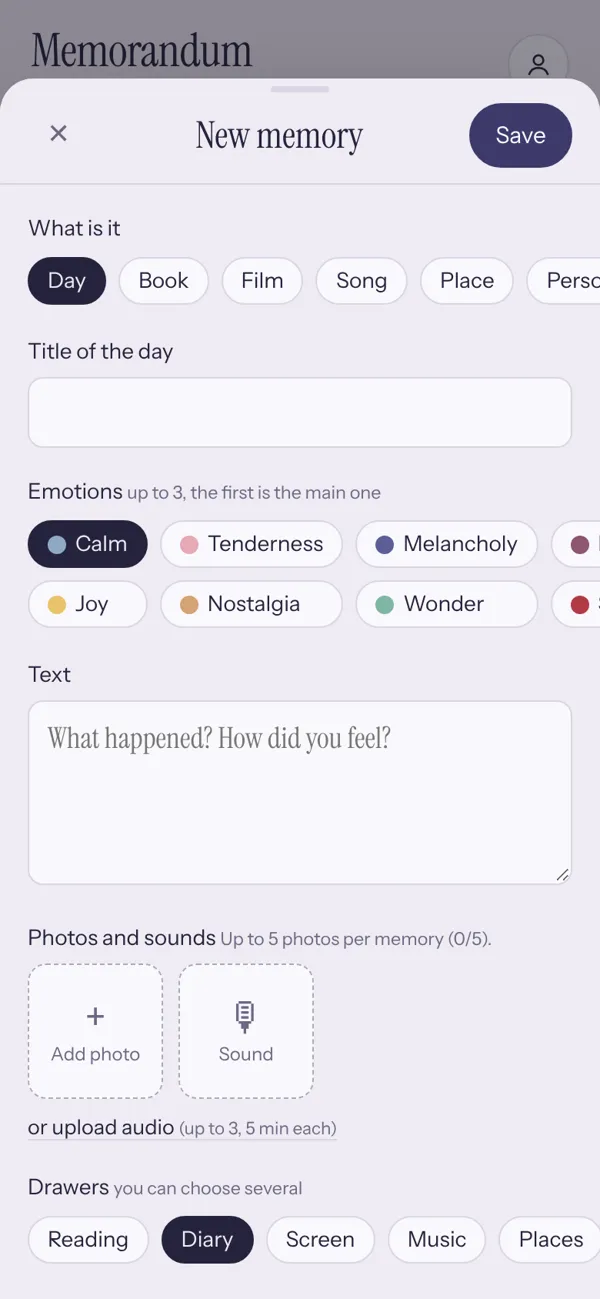 Memorandum
× New memory Save
What is it
Day Book Film Song Place Perso
Title of the day
Emotions up to 3, the first is the main one
Calm Tenderness Melancholy
Joy Nostalgia Wonder
Text
What happened? How did you feel?
Photos and sounds Up to 5 photos per memory (0/5).
+
Add photo Sound
or upload audio (up to 3, 5 min each)
Drawers you can choose several
Reading Diary Screen Music Places